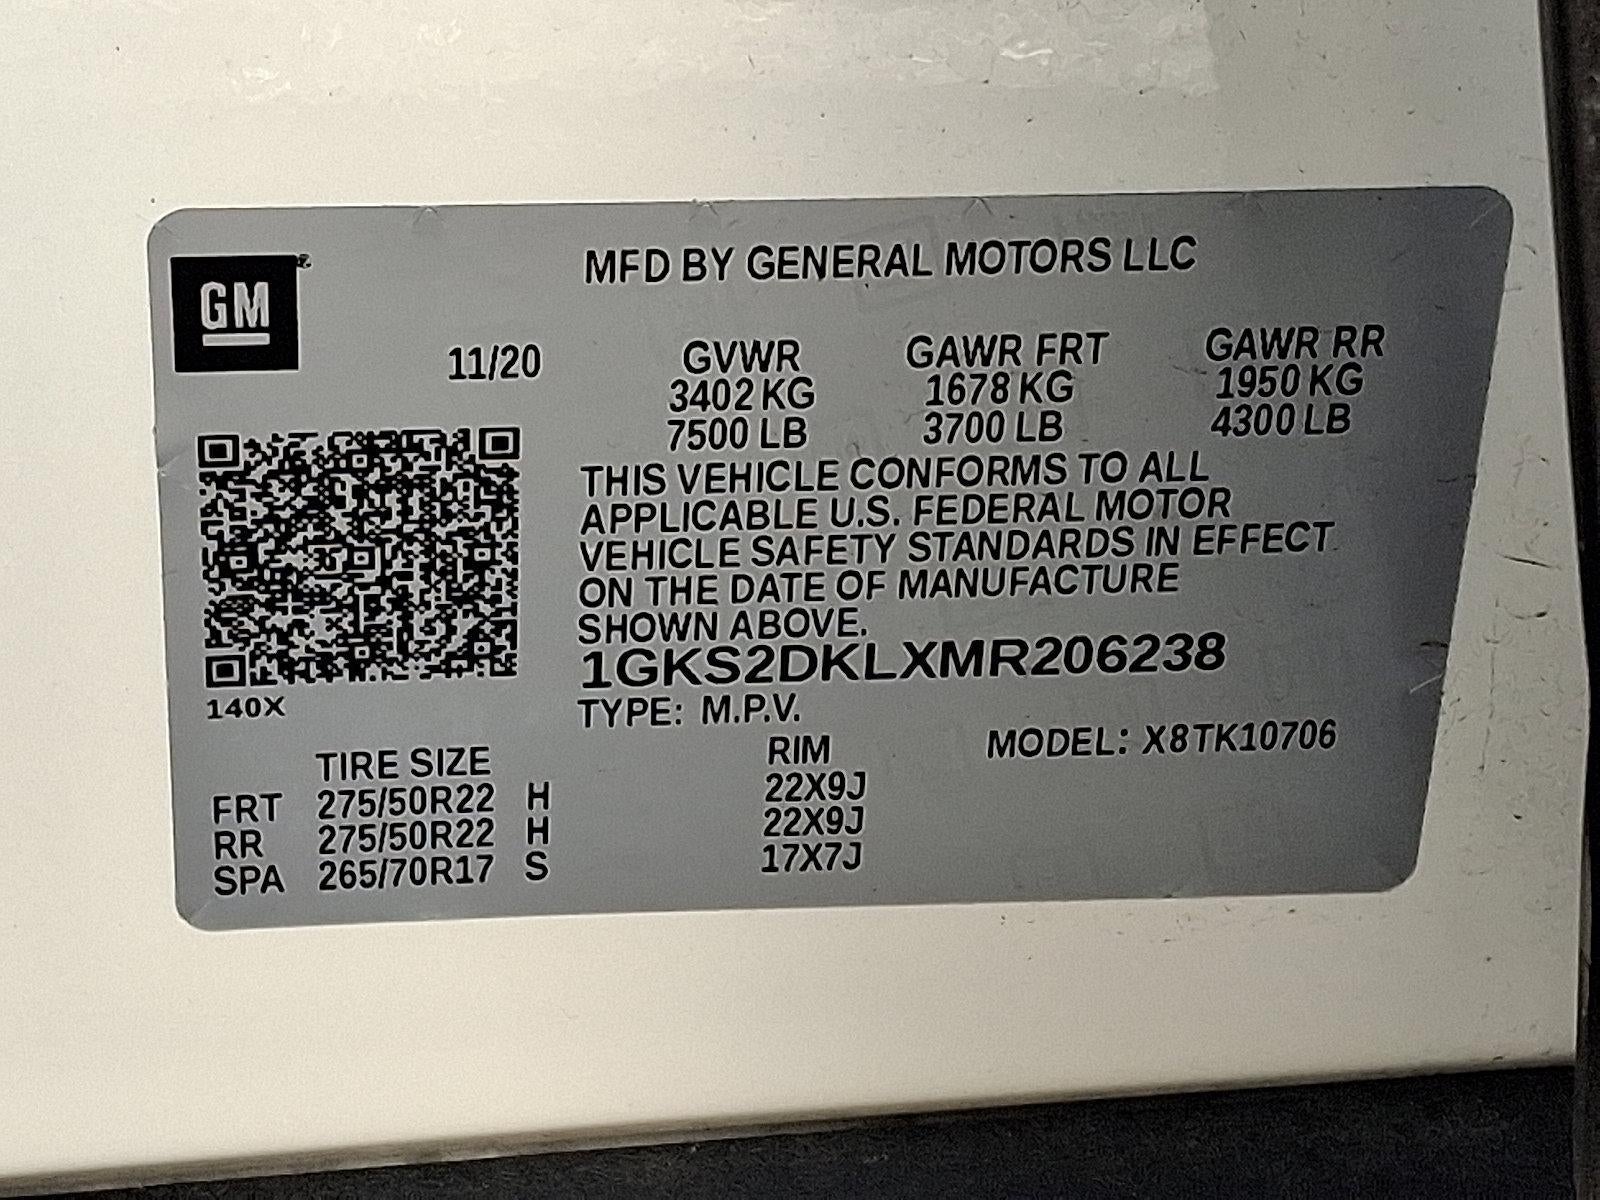 GM
MFD BY GENERAL MOTORS LLC
11/20 GVWR GAWR FRT GAWR RR
3402 KG 1678 KG 1950 KG
7500 LB 3700 LB 4300 LB
THIS VEHICLE CONFORMS TO ALL
APPLICABLE U.S. FEDERAL MOTOR
VEHICLE SAFETY STANDARDS IN EFFECT
ON THE DATE OF MANUFACTURE
SHOWN ABOVE.
1GKS2DKLXMR206238
140X
TYPE: M.P.V.
MODEL: X8TK10706
TIRE SIZE RIM
FRT 275/50R22 H 22X9J
RR 275/50R22 H 22X9J
SPA 265/70R17 S 17X7J